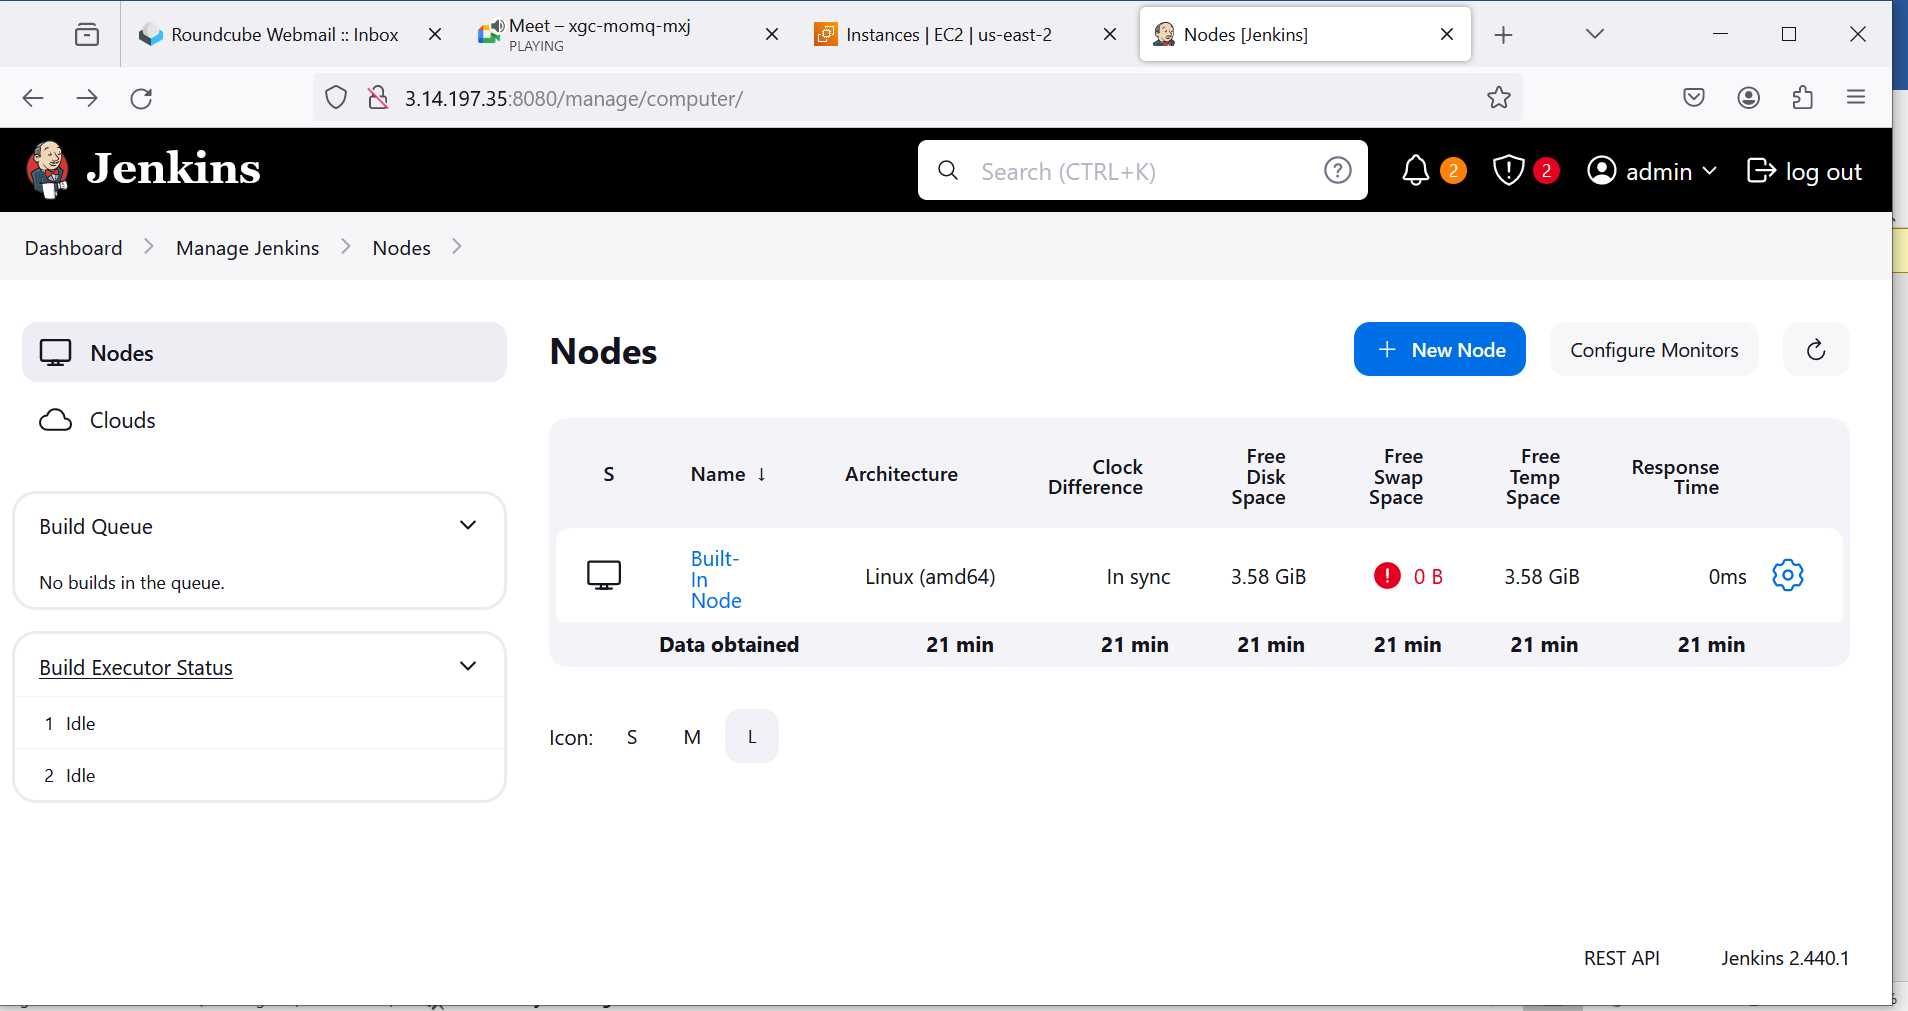 Roundcube Webmail :: Inbox
Meet – xgc-momq-mxj
PLAYING
Instances | EC2 | us-east-2
Nodes [Jenkins]
3.14.197.35:8080/manage/computer/
Jenkins
Search (CTRL+K)
2
2
admin
log out
Dashboard
Manage Jenkins
Nodes
Nodes
Clouds
Build Queue
No builds in the queue.
Build Executor Status
1 Idle
2 Idle
Nodes
+ New Node
Configure Monitors
S
Name ↓
Architecture
Clock
Difference
Free
Disk
Space
Free
Swap
Space
Free
Temp
Space
Response
Time
Built-
In
Node
Linux (amd64)
In sync
3.58 GiB
0 B
3.58 GiB
0ms
Data obtained
21 min
21 min
21 min
21 min
21 min
21 min
Icon:
S
M
L
REST API
Jenkins 2.440.1